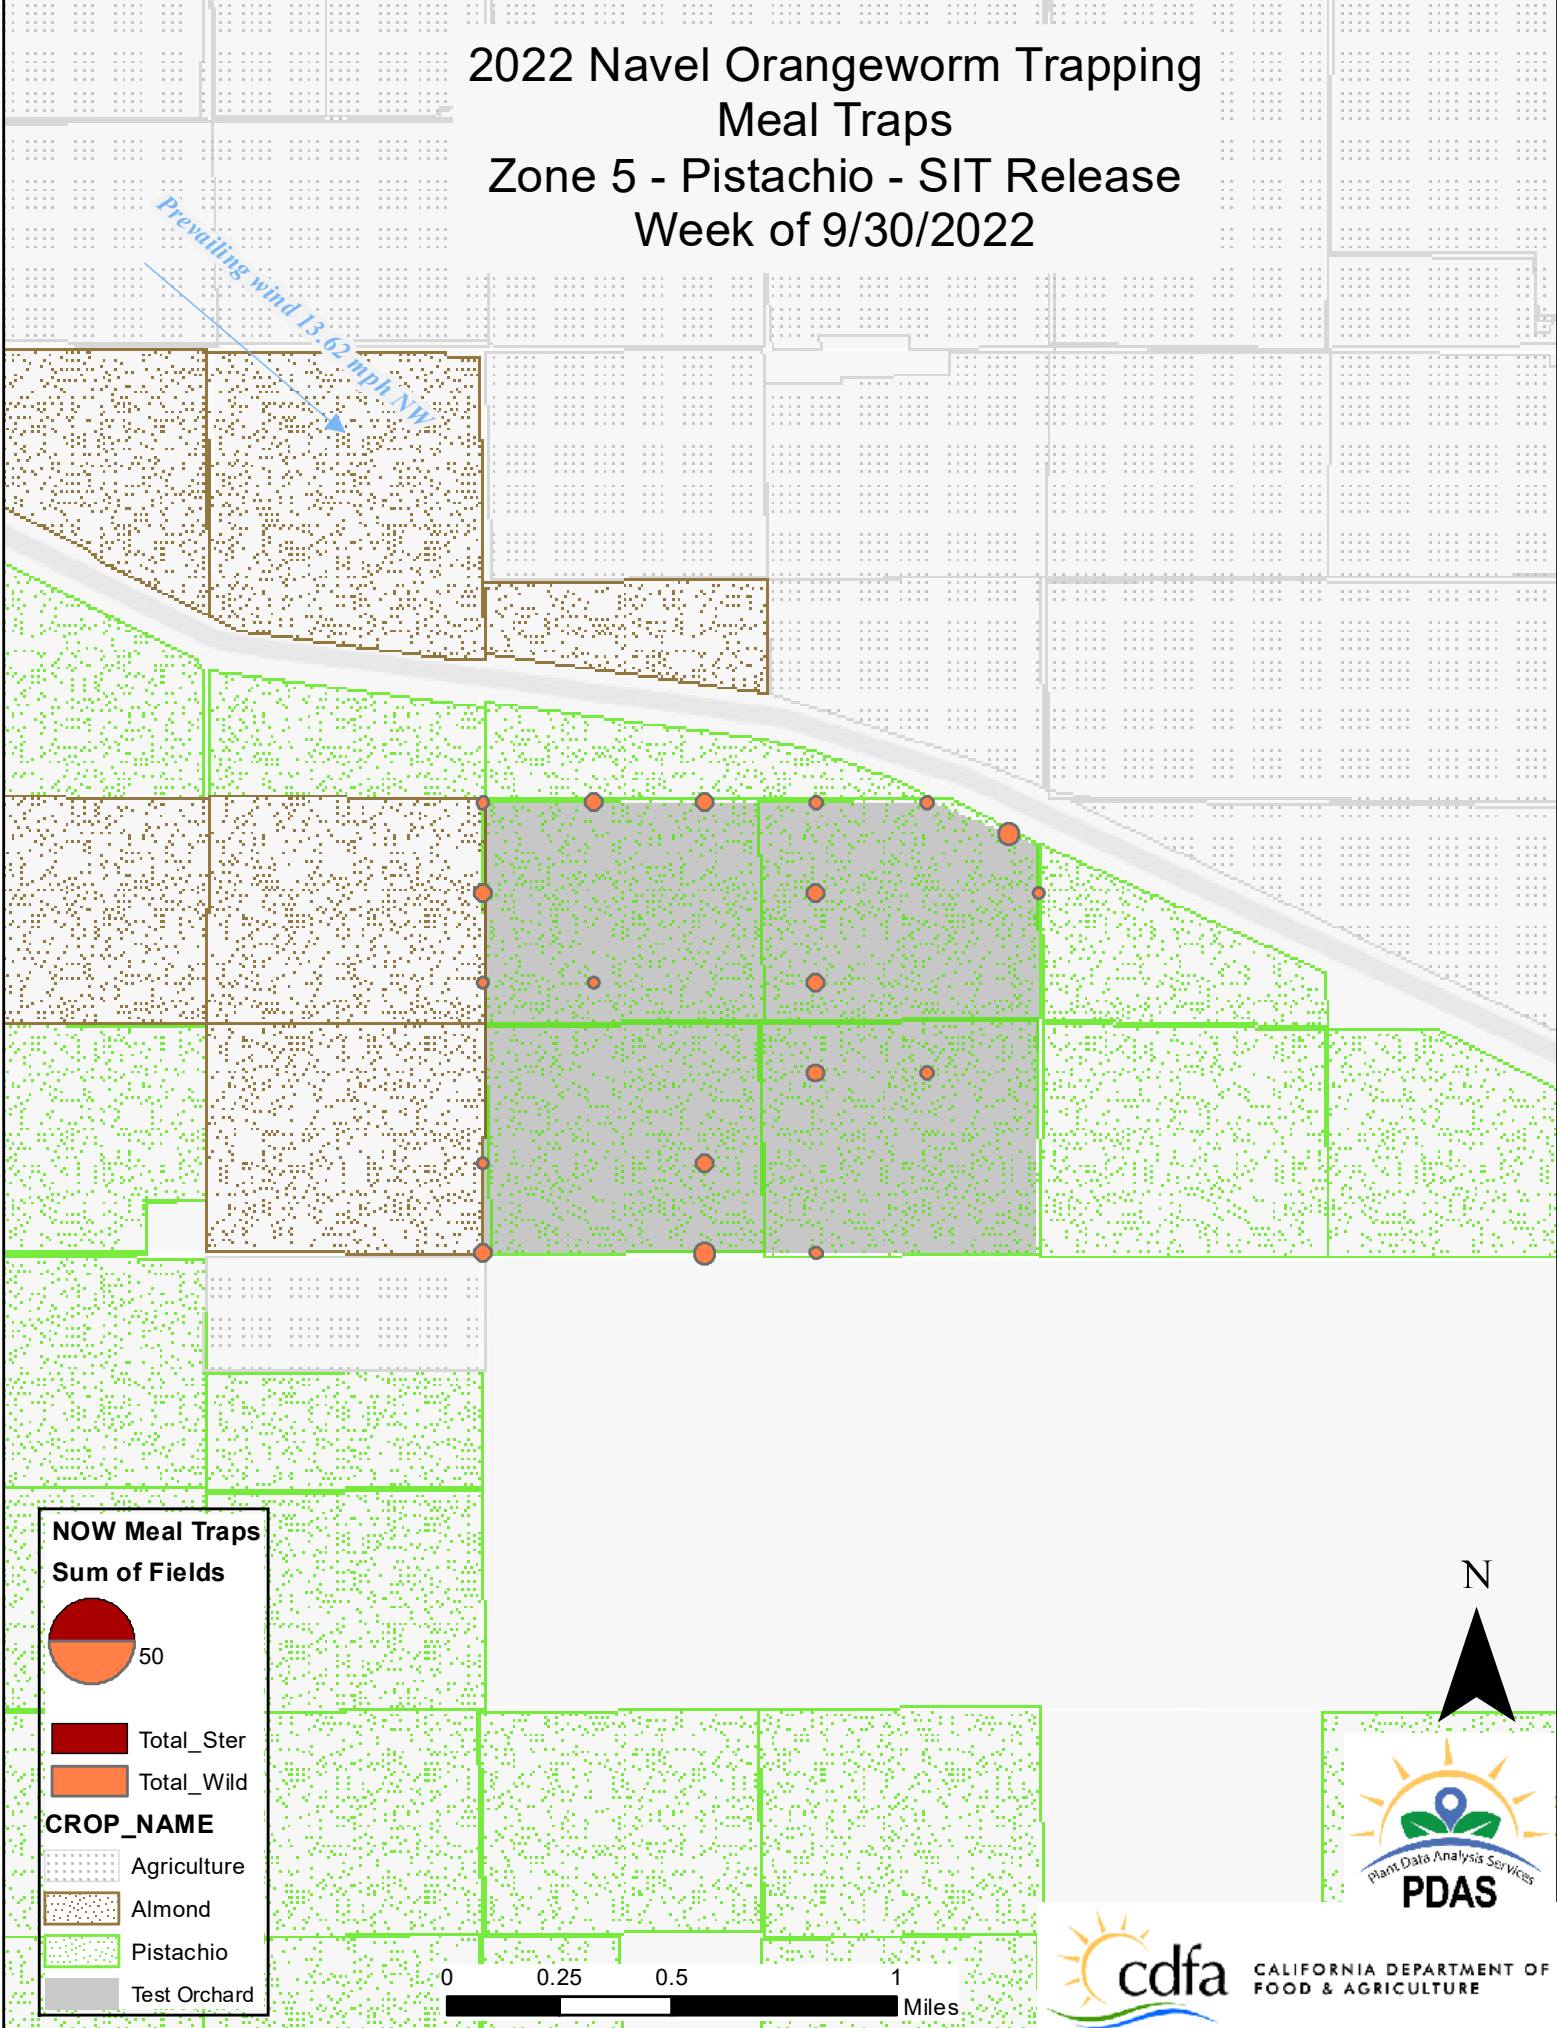 2022 Navel Orangeworm Trapping
Meal Traps
Zone 5 - Pistachio - SIT Release
Week of 9/30/2022
Prevailing wind 13.62 mph NW
NOW Meal Traps
Sum of Fields
50
Total_Ster
Total_Wild
CROP_NAME
Agriculture
Almond
Pistachio
Test Orchard
0 0.25 0.5 1
Miles
N
Plant Data Analysis Services
PDAS
cdfa
CALIFORNIA DEPARTMENT OF
FOOD & AGRICULTURE